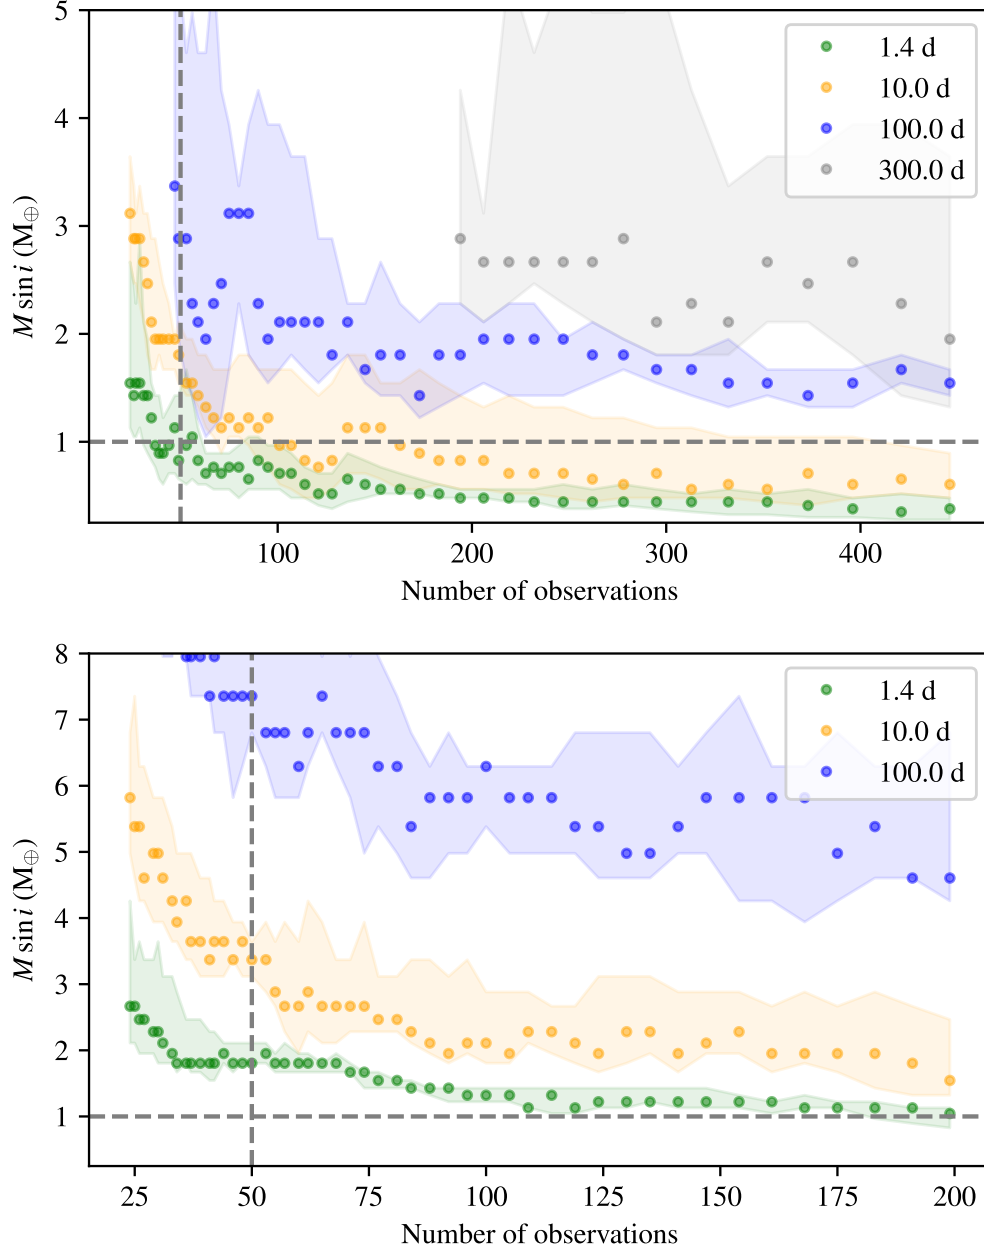 5
4
3
2
1
M sin i (M⊕)
1.4 d
10.0 d
100.0 d
300.0 d
100 200 300 400
Number of observations
8
7
6
5
4
3
2
1
M sin i (M⊕)
1.4 d
10.0 d
100.0 d
25 50 75 100 125 150 175 200
Number of observations